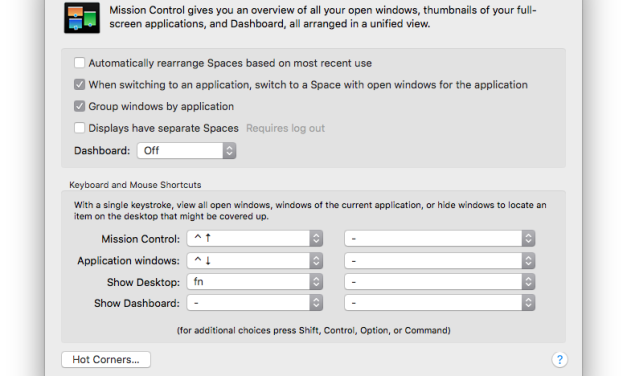 Mission Control gives you an overview of all your open windows, thumbnails of your full-
screen applications, and Dashboard, all arranged in a unified view.
Automatically rearrange Spaces based on most recent use
When switching to an application, switch to a Space with open windows for the application
Group windows by application
Displays have separate Spaces Requires log out
Dashboard: Off
Keyboard and Mouse Shortcuts
With a single keystroke, view all open windows, windows of the current application, or hide windows to locate an
item on the desktop that might be covered up.
Mission Control: ^ ↑ -
Application windows: ^ ↓ -
Show Desktop: fn -
Show Dashboard: - -
(for additional choices press Shift, Control, Option, or Command)
Hot Corners... ?